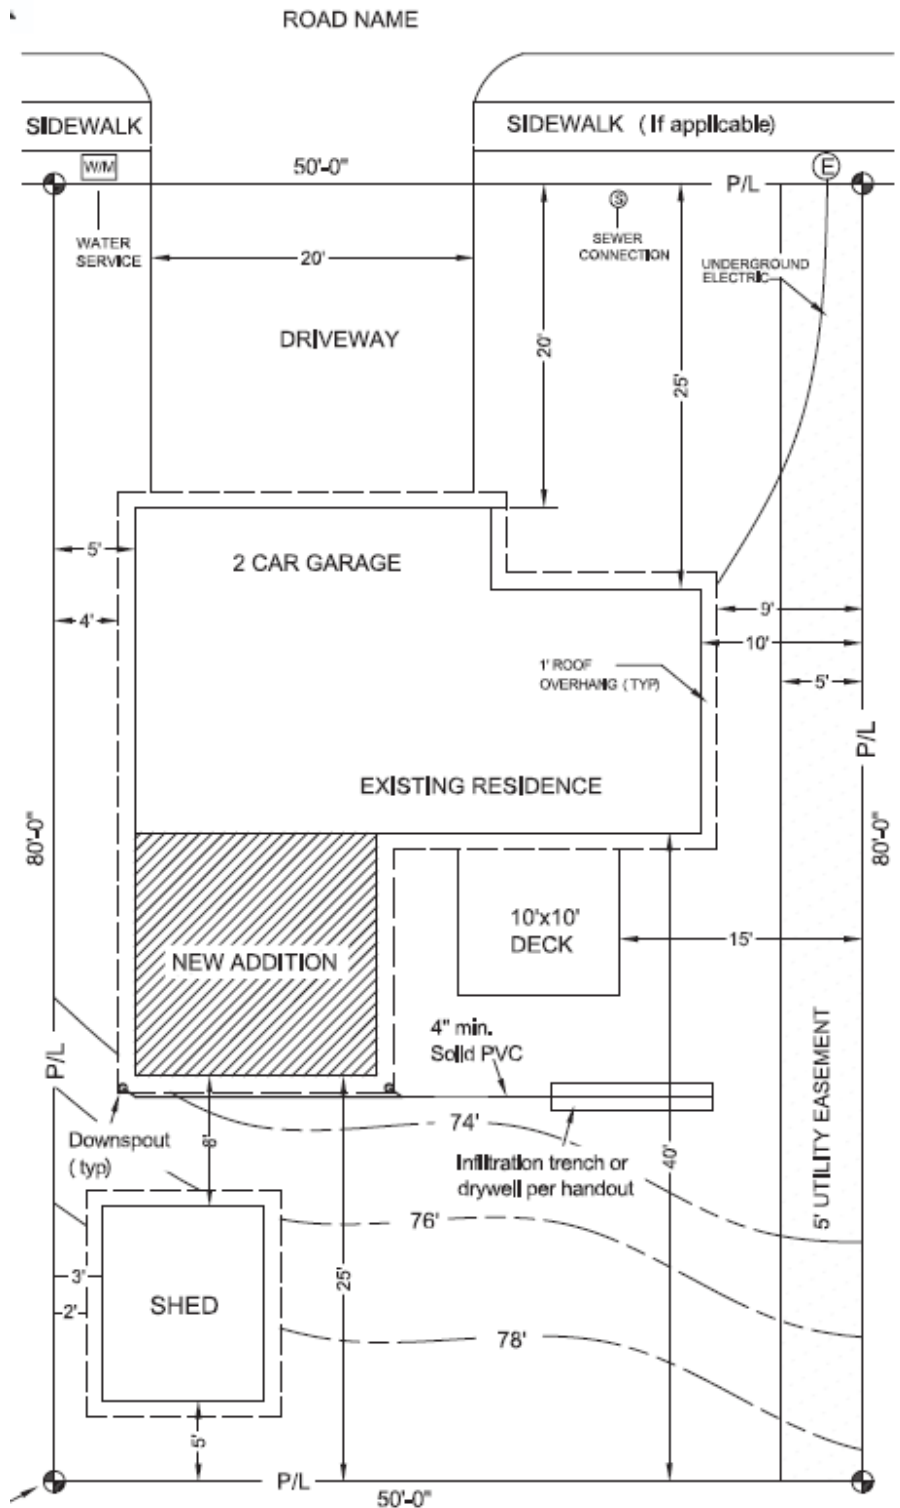 ROAD NAME
SIDEWALK
SIDEWALK ( If applicable)
W/M
50'-0"
P/L
E
S
WATER
SERVICE
SEWER
CONNECTION
20'
UNDERGROUND
ELECTRIC
DRIVEWAY
20'
25'
5'
2 CAR GARAGE
4'
9'
10'
1' ROOF
OVERHANG ( TYP)
5'
P/L
EXISTING RESIDENCE
80'-0"
80'-0"
10'x10'
DECK
15'
NEW ADDITION
4" min.
Solid PVC
P/L
5' UTILITY EASEMENT
74'
Downspout
( typ)
Infiltration trench or
drywell per handout
40'
76'
3'
25'
SHED
2'
78'
5'
P/L
50'-0"